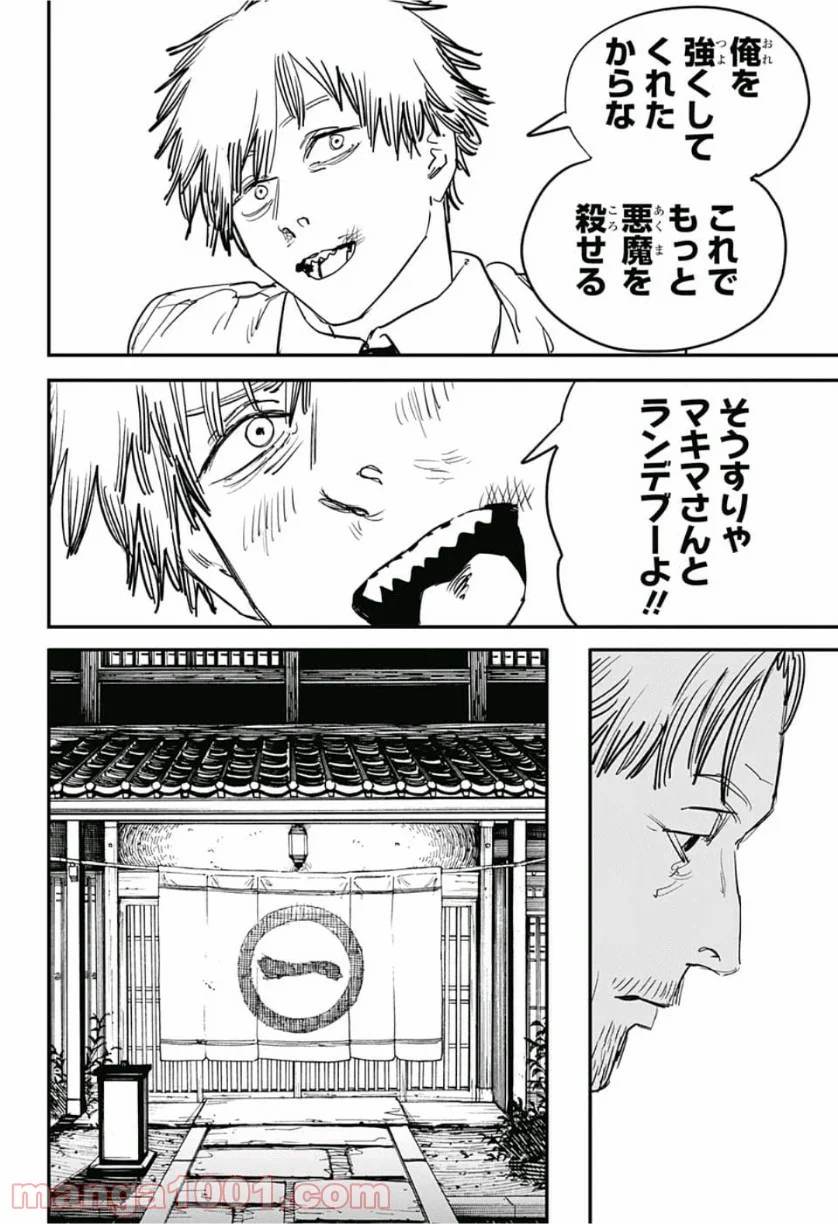 俺を
強くして
くれた
からな
これで
もっと
悪魔を
殺せる
そうすりゃ
マキマさんと
ランデブーよ!!
一
manga1001.com